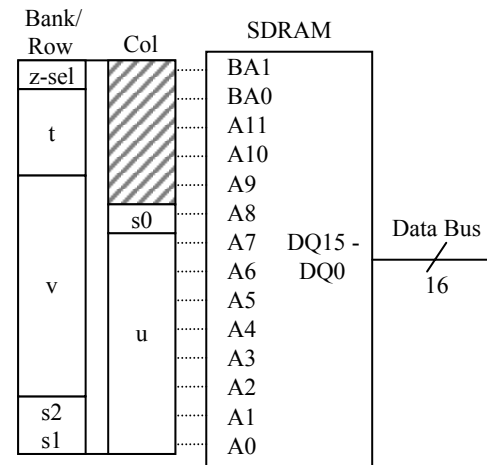 Bank/
Row
Col
SDRAM
z-sel
t
v
s2
s1
s0
u
BA1
BA0
A11
A10
A9
A8
A7
A6
A5
A4
A3
A2
A1
A0
DQ15 -
DQ0
Data Bus
16